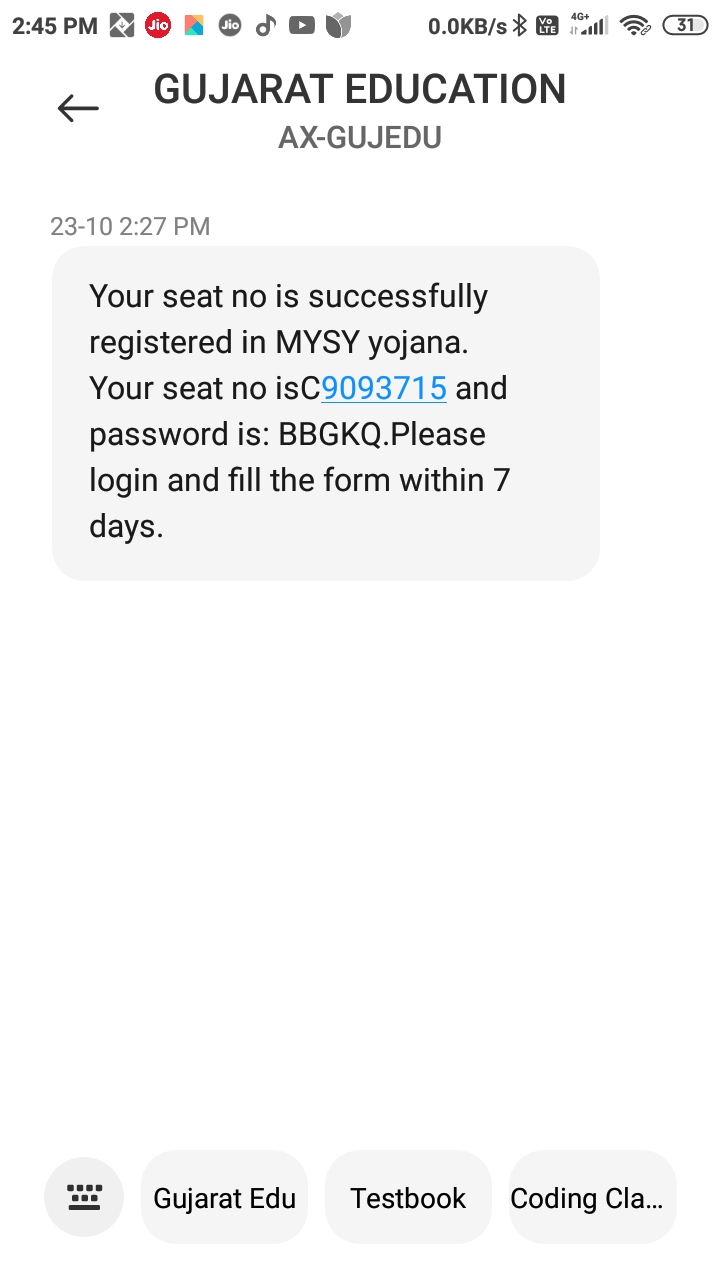 2:45 PM Jio Jio 0.0KB/s Vo LTE 4G+ 31
GUJARAT EDUCATION
AX-GUJEDU
23-10 2:27 PM
Your seat no is successfully
registered in MYSY yojana.
Your seat no isC9093715 and
password is: BBGKQ.Please
login and fill the form within 7
days.
Gujarat Edu Testbook Coding Cla...